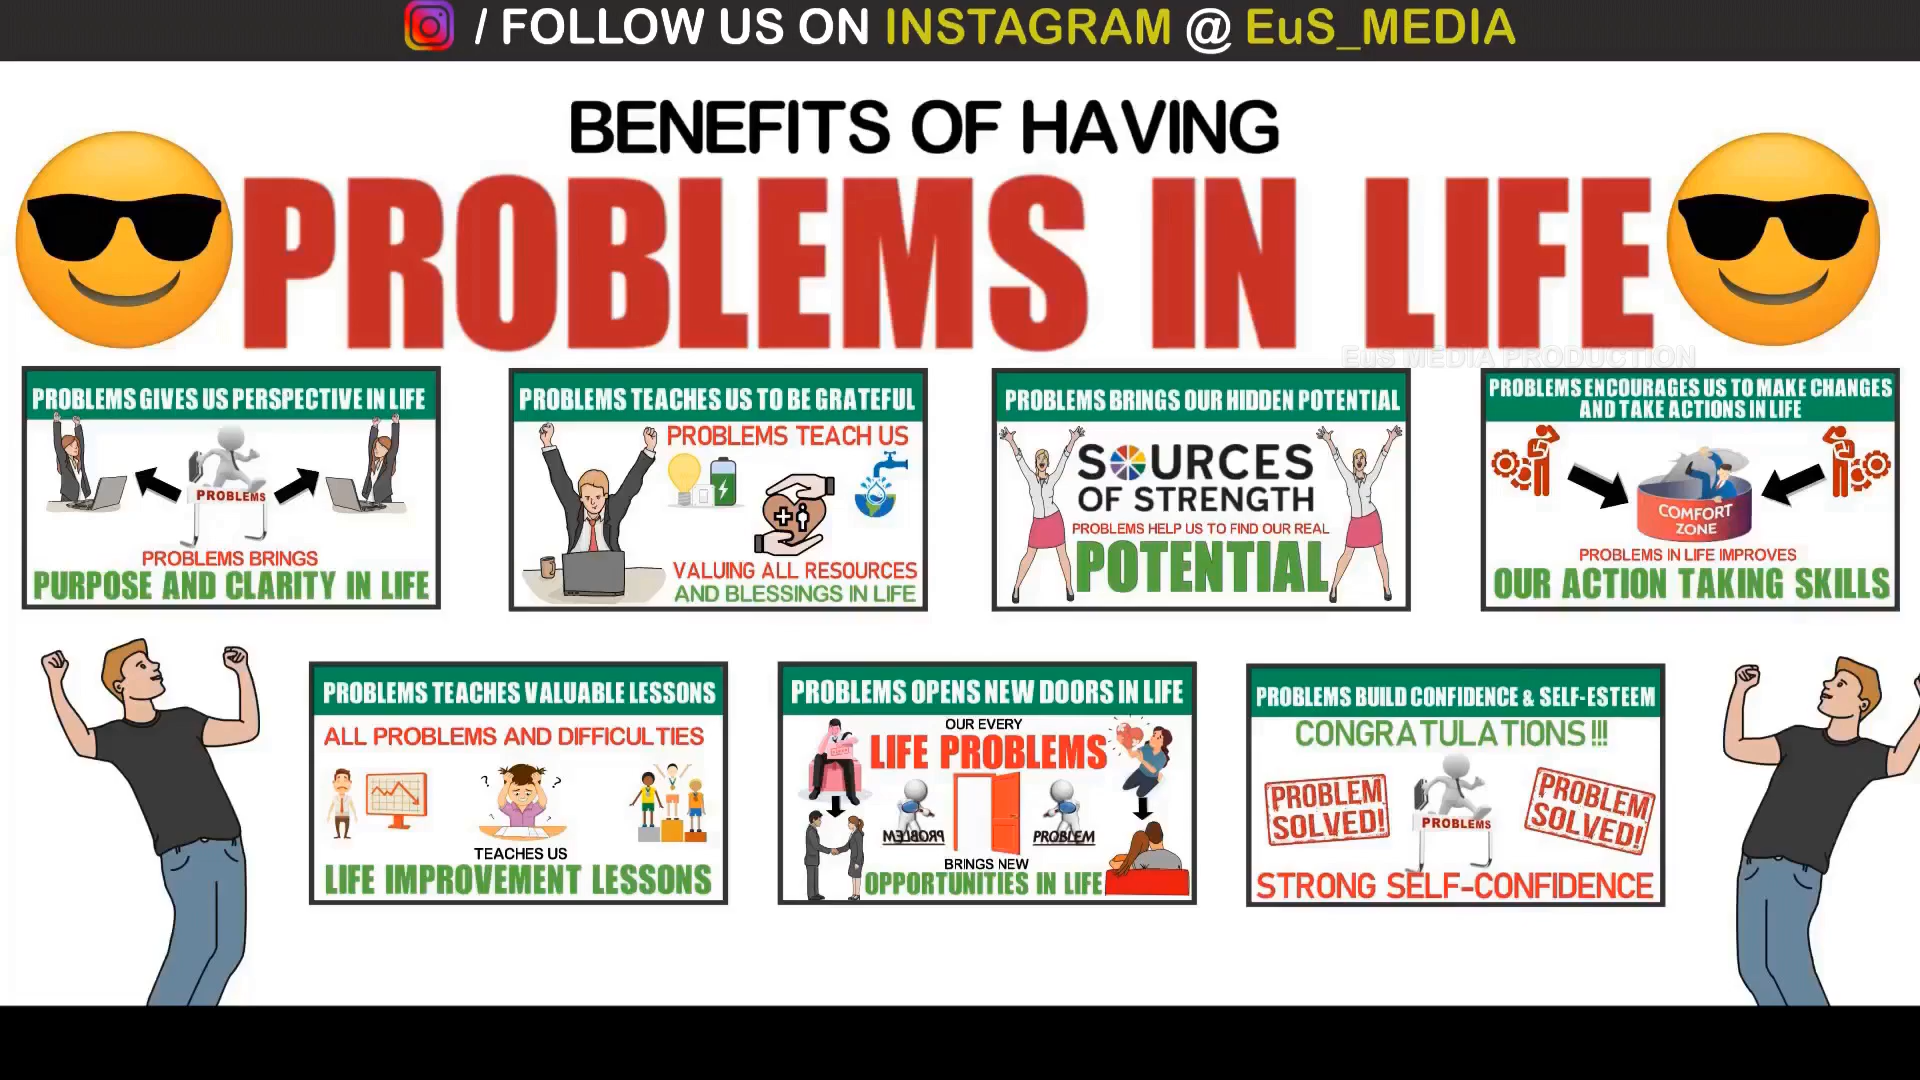 / FOLLOW US ON INSTAGRAM @ EuS_MEDIA
BENEFITS OF HAVING
PROBLEMS IN LIFE
EuS MEDIA PRODUCTION
PROBLEMS GIVES US PERSPECTIVE IN LIFE
PROBLEMS
PROBLEMS BRINGS
PURPOSE AND CLARITY IN LIFE
PROBLEMS TEACHES US TO BE GRATEFUL
PROBLEMS TEACH US
VALUING ALL RESOURCES
AND BLESSINGS IN LIFE
PROBLEMS BRINGS OUR HIDDEN POTENTIAL
SOURCES
OF STRENGTH
PROBLEMS HELP US TO FIND OUR REAL
POTENTIAL
PROBLEMS ENCOURAGES US TO MAKE CHANGES
AND TAKE ACTIONS IN LIFE
COMFORT
ZONE
PROBLEMS IN LIFE IMPROVES
OUR ACTION TAKING SKILLS
PROBLEMS TEACHES VALUABLE LESSONS
ALL PROBLEMS AND DIFFICULTIES
? ?
TEACHES US
LIFE IMPROVEMENT LESSONS
PROBLEMS OPENS NEW DOORS IN LIFE
OUR EVERY
LIFE PROBLEMS
PROBLEM
PROBLEM
BRINGS NEW
OPPORTUNITIES IN LIFE
PROBLEMS BUILD CONFIDENCE & SELF-ESTEEM
CONGRATULATIONS !!!
PROBLEM
SOLVED!
PROBLEMS
PROBLEM
SOLVED!
STRONG SELF-CONFIDENCE